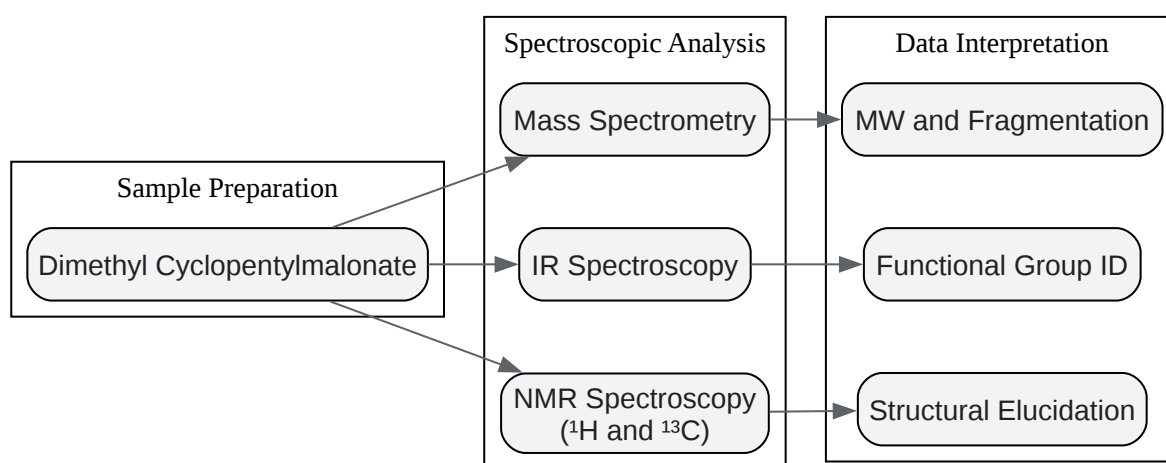 Sample Preparation
Dimethyl Cyclopentylmalonate
Spectroscopic Analysis
Mass Spectrometry
IR Spectroscopy
NMR Spectroscopy
(¹H and ¹³C)
Data Interpretation
MW and Fragmentation
Functional Group ID
Structural Elucidation